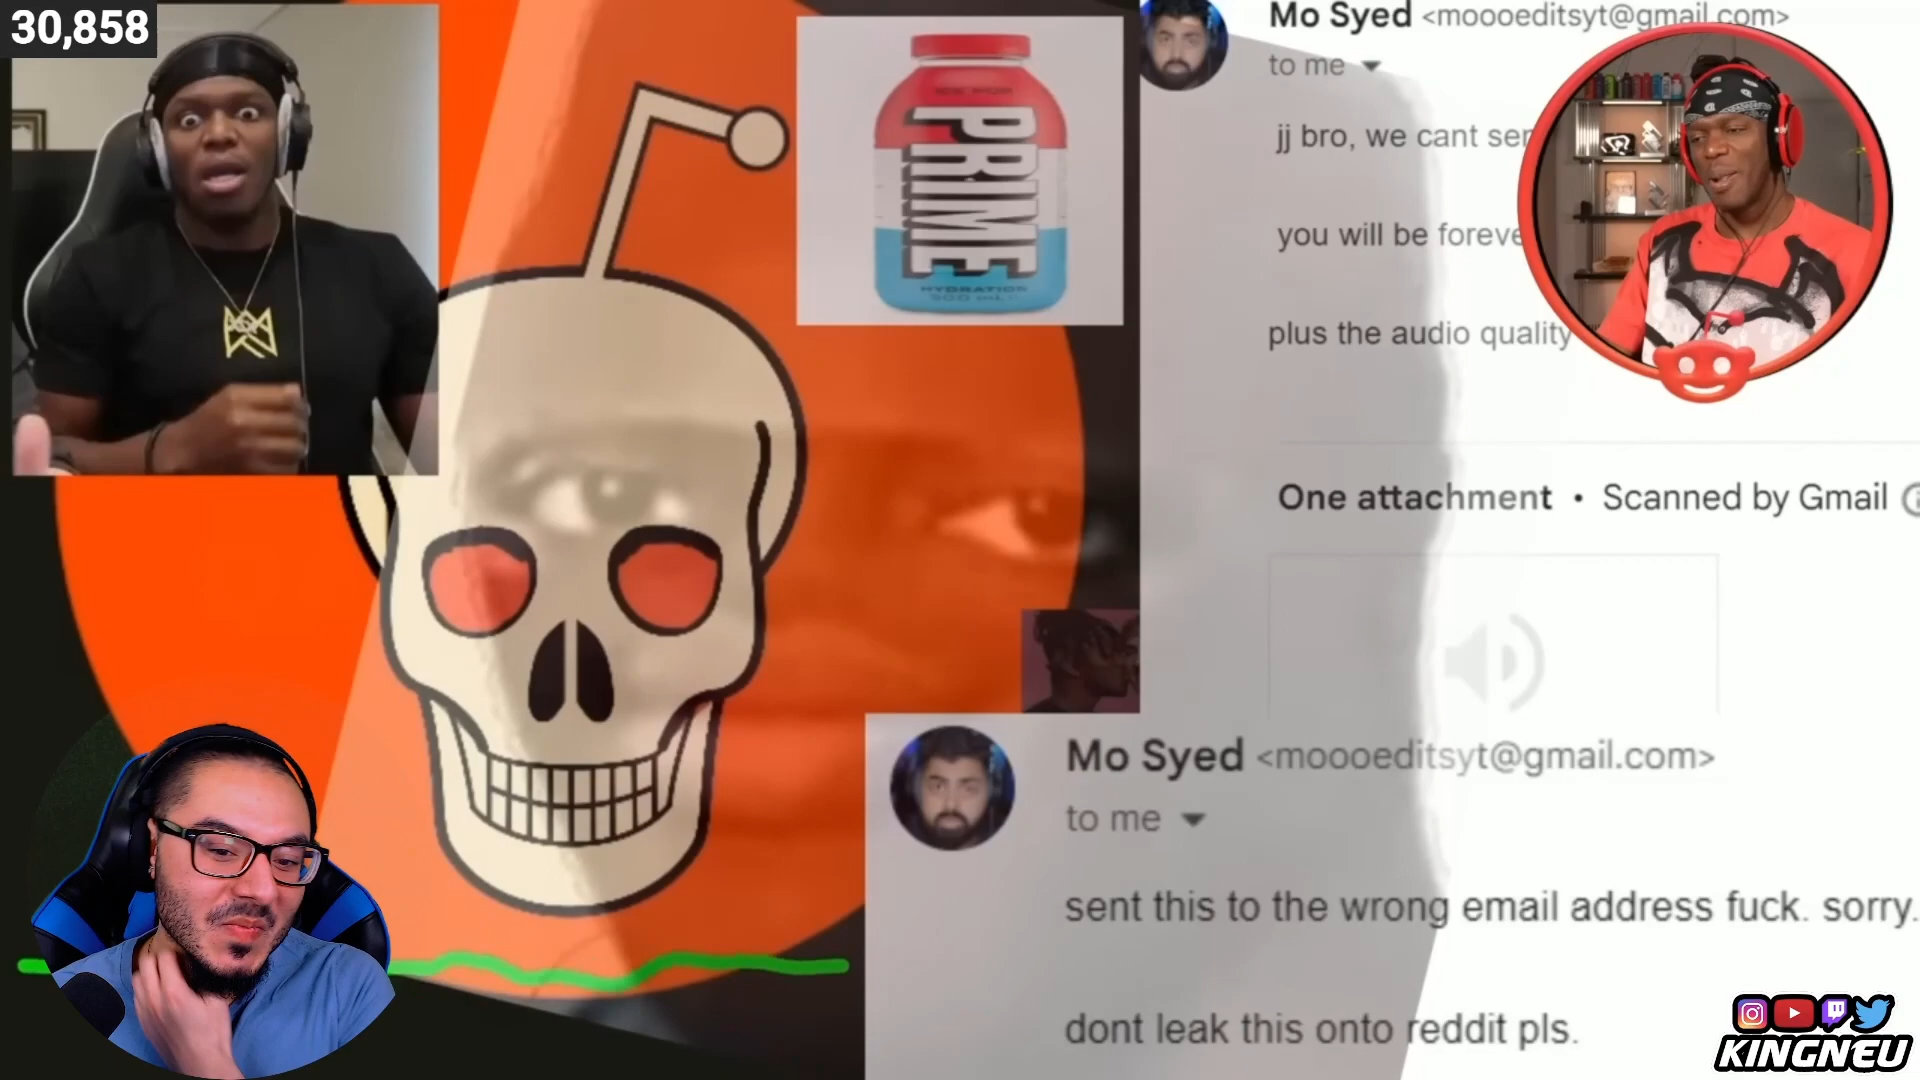 30,858
PRIME
HYDRATION
Mo Syed <moooeditsyt@gmail.com>
to me
jj bro, we cant
you will be
plus the audio quality
One attachment • Scanned by Gmail
Mo Syed <moooeditsyt@gmail.com>
to me
sent this to the wrong email address fuck. sorry.
dont leak this onto reddit pls.
KINGNEU